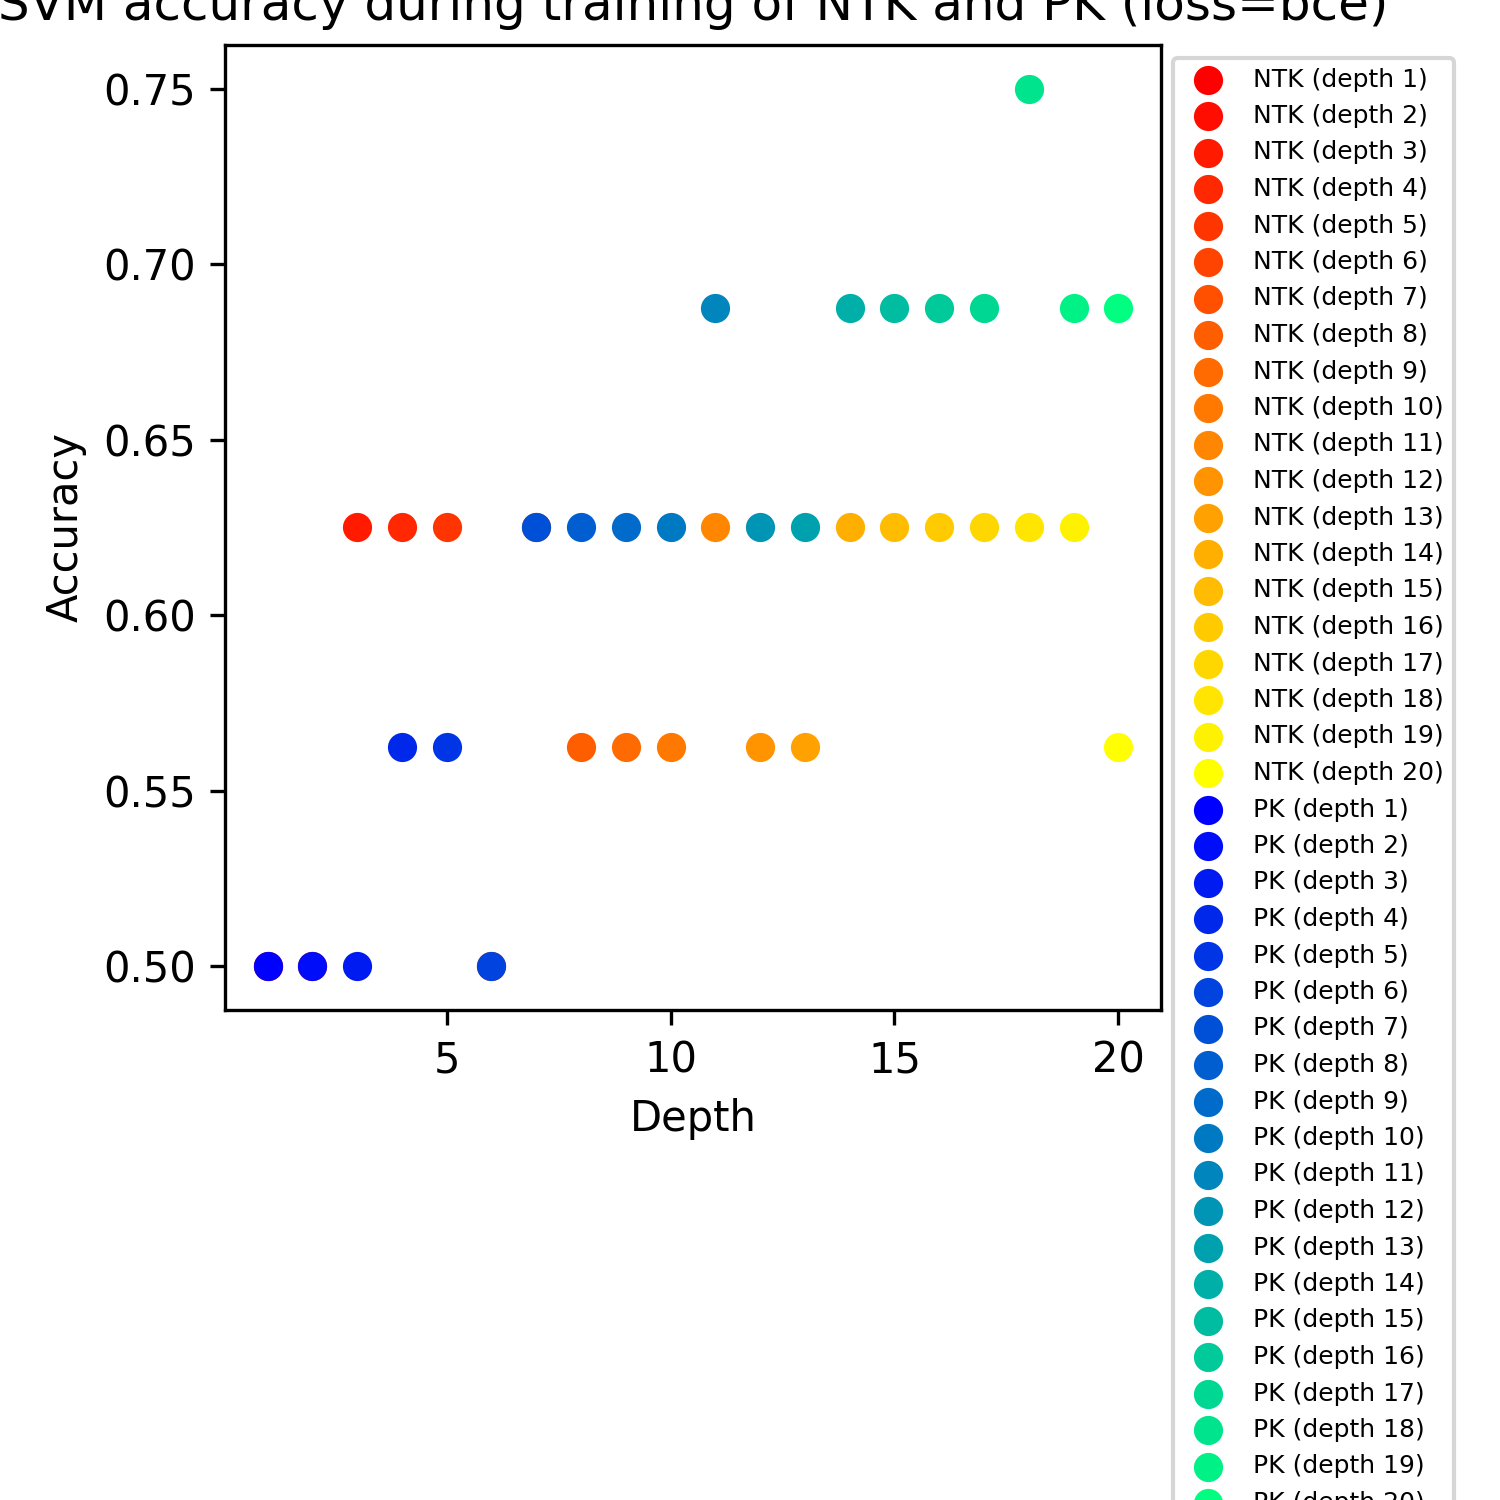 SVM accuracy during training of NTK and PK (loss=bce)
0.75
0.70
0.65
0.60
0.55
0.50
Accuracy
5 10 15 20
Depth
NTK (depth 1)
NTK (depth 2)
NTK (depth 3)
NTK (depth 4)
NTK (depth 5)
NTK (depth 6)
NTK (depth 7)
NTK (depth 8)
NTK (depth 9)
NTK (depth 10)
NTK (depth 11)
NTK (depth 12)
NTK (depth 13)
NTK (depth 14)
NTK (depth 15)
NTK (depth 16)
NTK (depth 17)
NTK (depth 18)
NTK (depth 19)
NTK (depth 20)
PK (depth 1)
PK (depth 2)
PK (depth 3)
PK (depth 4)
PK (depth 5)
PK (depth 6)
PK (depth 7)
PK (depth 8)
PK (depth 9)
PK (depth 10)
PK (depth 11)
PK (depth 12)
PK (depth 13)
PK (depth 14)
PK (depth 15)
PK (depth 16)
PK (depth 17)
PK (depth 18)
PK (depth 19)
PK (depth 20)